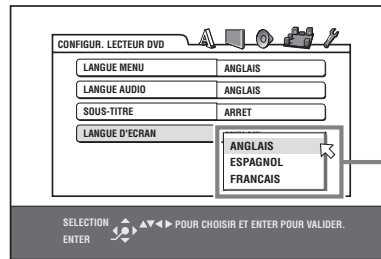 CONFIGUR. LECTEUR DVD
LANGUE MENU ANGLAIS
LANGUE AUDIO ANGLAIS
SOUS-TITRE ARRET
LANGUE D'ECRAN
ANGLAIS
ESPAGNOL
FRANCAIS
SELECTION ▲▼◀▶ POUR CHOISIR ET ENTER POUR VALIDER.
ENTER